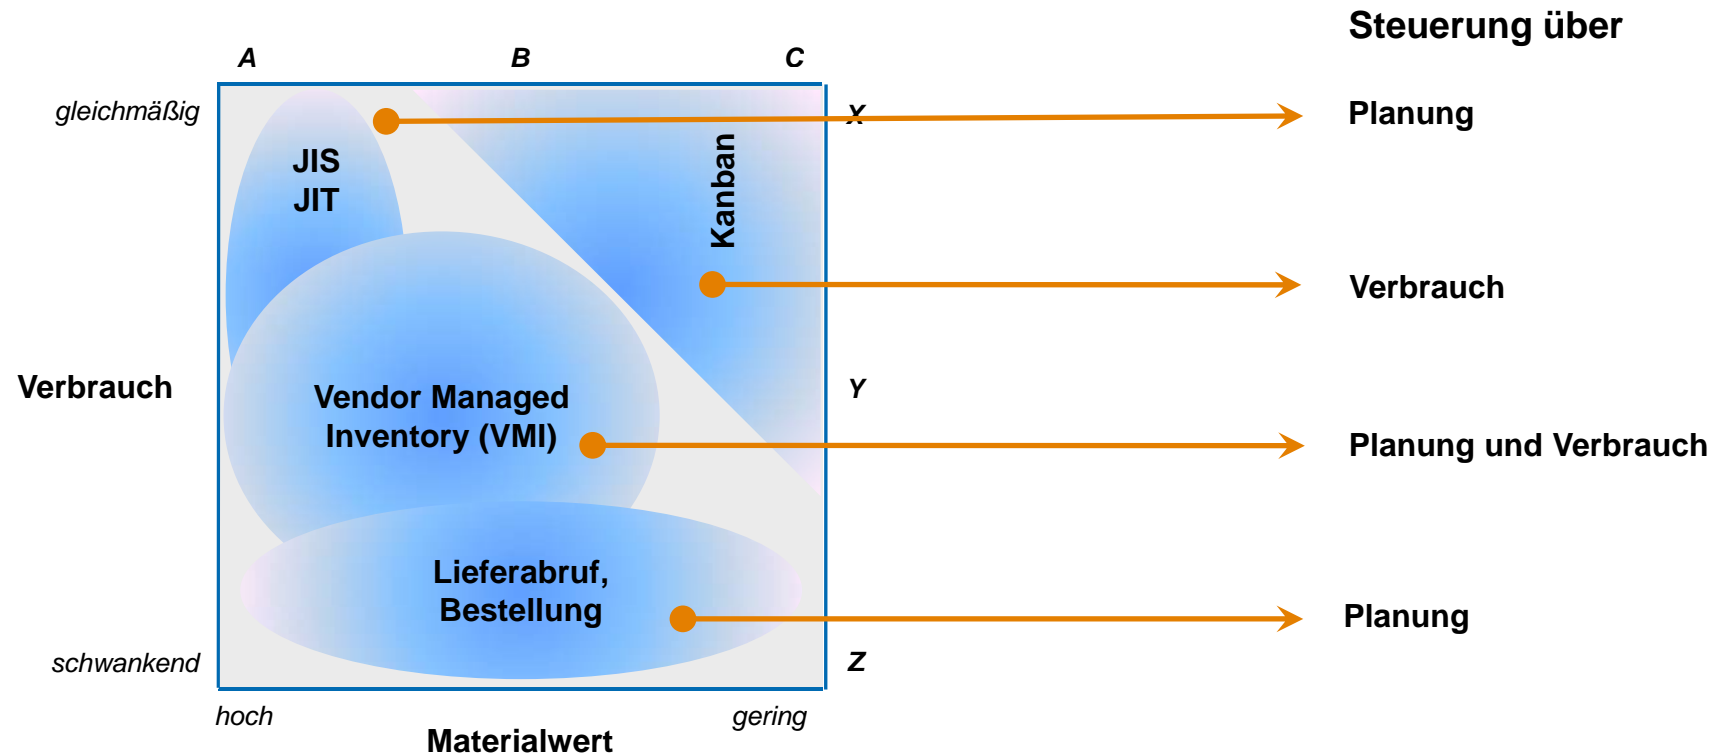 Steuerung über
A
B
C
gleichmäßig
X
Planung
JIS
JIT
Kanban
Verbrauch
Verbrauch
Vendor Managed
Inventory (VMI)
Y
Planung und Verbrauch
Lieferabruf,
Bestellung
Planung
schwankend
Z
hoch
gering
Materialwert